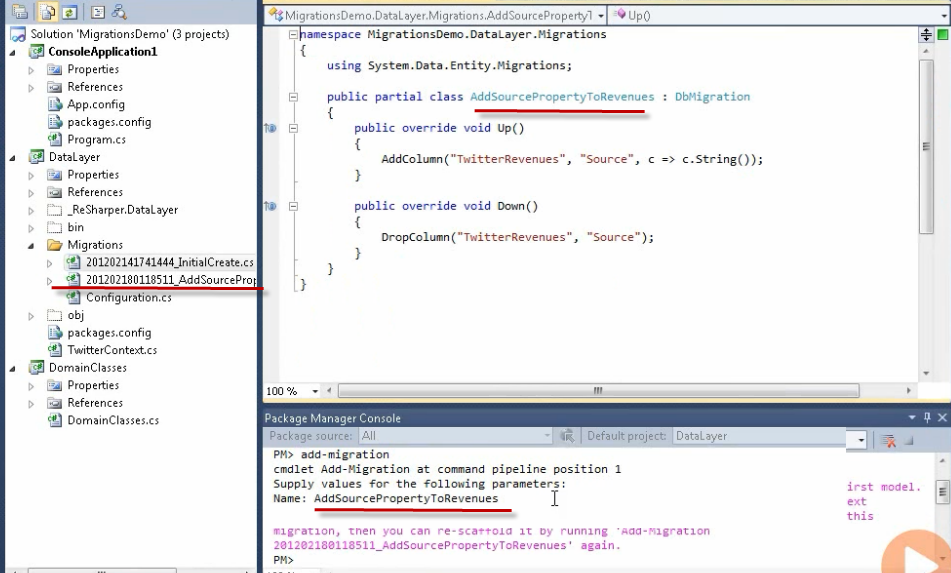 Solution 'MigrationsDemo' (3 projects)
ConsoleApplication1
Properties
References
App.config
packages.config
Program.cs
DataLayer
Properties
References
_ReSharper.DataLayer
bin
Migrations
201202141741444_InitialCreate.cs
201202180118511_AddSourceProp
Configuration.cs
obj
packages.config
TwitterContext.cs
DomainClasses
Properties
References
DomainClasses.cs
MigrationsDemo.DataLayer.Migrations.AddSourcePropertyT Up()
namespace MigrationsDemo.DataLayer.Migrations
{
using System.Data.Entity.Migrations;
public partial class AddSourcePropertyToRevenues : DbMigration
{
public override void Up()
{
AddColumn("TwitterRevenues", "Source", c => c.String());
}
public override void Down()
{
DropColumn("TwitterRevenues", "Source");
}
}
}
100 %
Package Manager Console
Package source: All Default project: DataLayer
PM> add-migration
cmdlet Add-Migration at command pipeline position 1
Supply values for the following parameters:
Name: AddSourcePropertyToRevenues
irst model.
ext
this
migration, then you can re-scaffold it by running 'Add-Migration
201202180118511_AddSourcePropertyToRevenues' again.
PM>